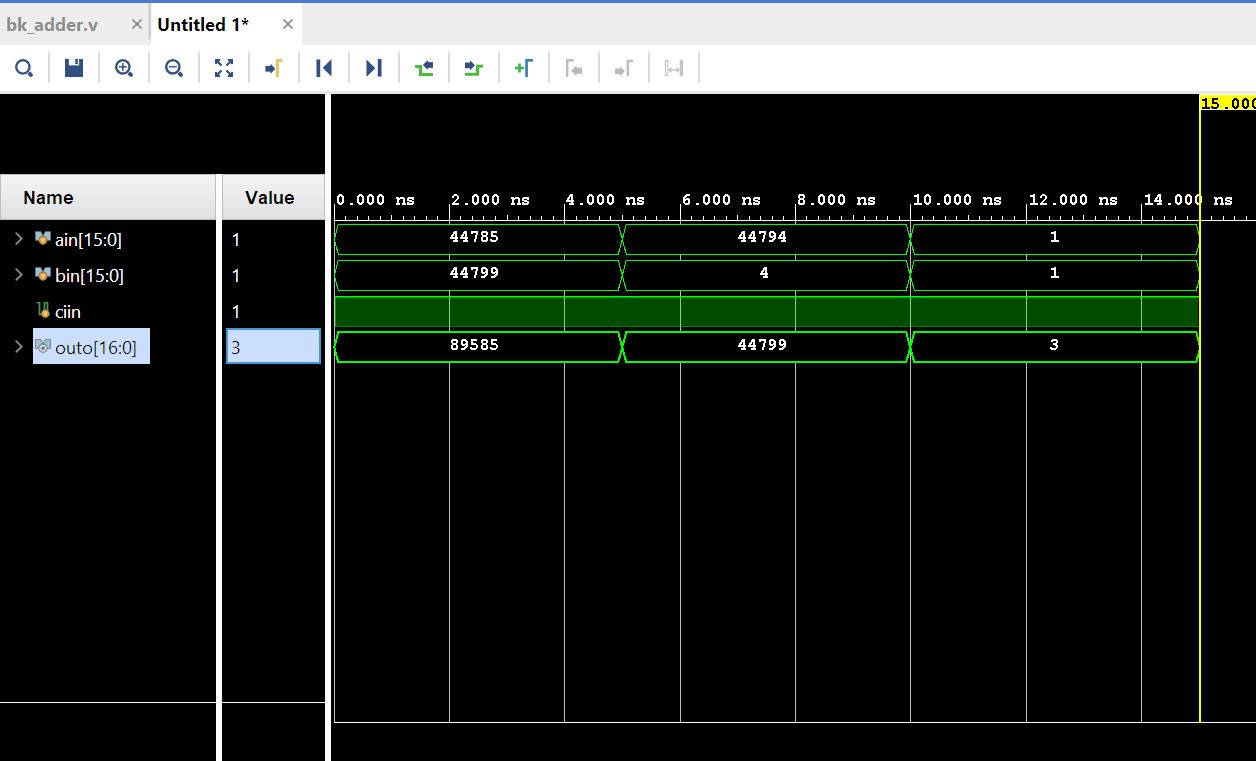 bk_adder.v Untitled 1*
15.000
Name Value
0.000 ns 2.000 ns 4.000 ns 6.000 ns 8.000 ns 10.000 ns 12.000 ns 14.000 ns
ain[15:0] 1 44785 44794 1
bin[15:0] 1 44799 4 1
ciin 1
outo[16:0] 3 89585 44799 3